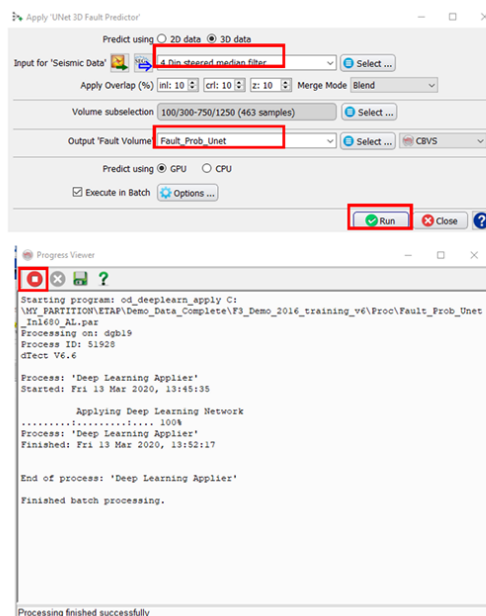 Apply 'UNet 3D Fault Predictor'
Predict using 2D data 3D data
Input for 'Seismic Data' 4 Dip steered median filter Select ...
Apply Overlap (%) inl: 10 crl: 10 z: 10 Merge Mode Blend
Volume subselection 100/300-750/1250 (463 samples) Select ...
Output 'Fault Volume' Fault_Prob_Unet Select ... CBVS
Predict using GPU CPU
Execute in Batch Options ...
Run Close ?
Progress Viewer
?
Starting program: od_deeplearn_apply C:
\MY_PARTITION\ETAP\Demo_Data_Complete\F3_Demo_2016_training_v6\Proc\Fault_Prob_Unet
_Inl680_AL.par
Processing on: dgb19
Process ID: 51928
dTect V6.6
Process: 'Deep Learning Applier'
Started: Fri 13 Mar 2020, 13:45:35
Applying Deep Learning Network
.........:.........:.... 100%
Process: 'Deep Learning Applier'
Finished: Fri 13 Mar 2020, 13:52:17
End of process: 'Deep Learning Applier'
Finished batch processing.
Processing finished successfully